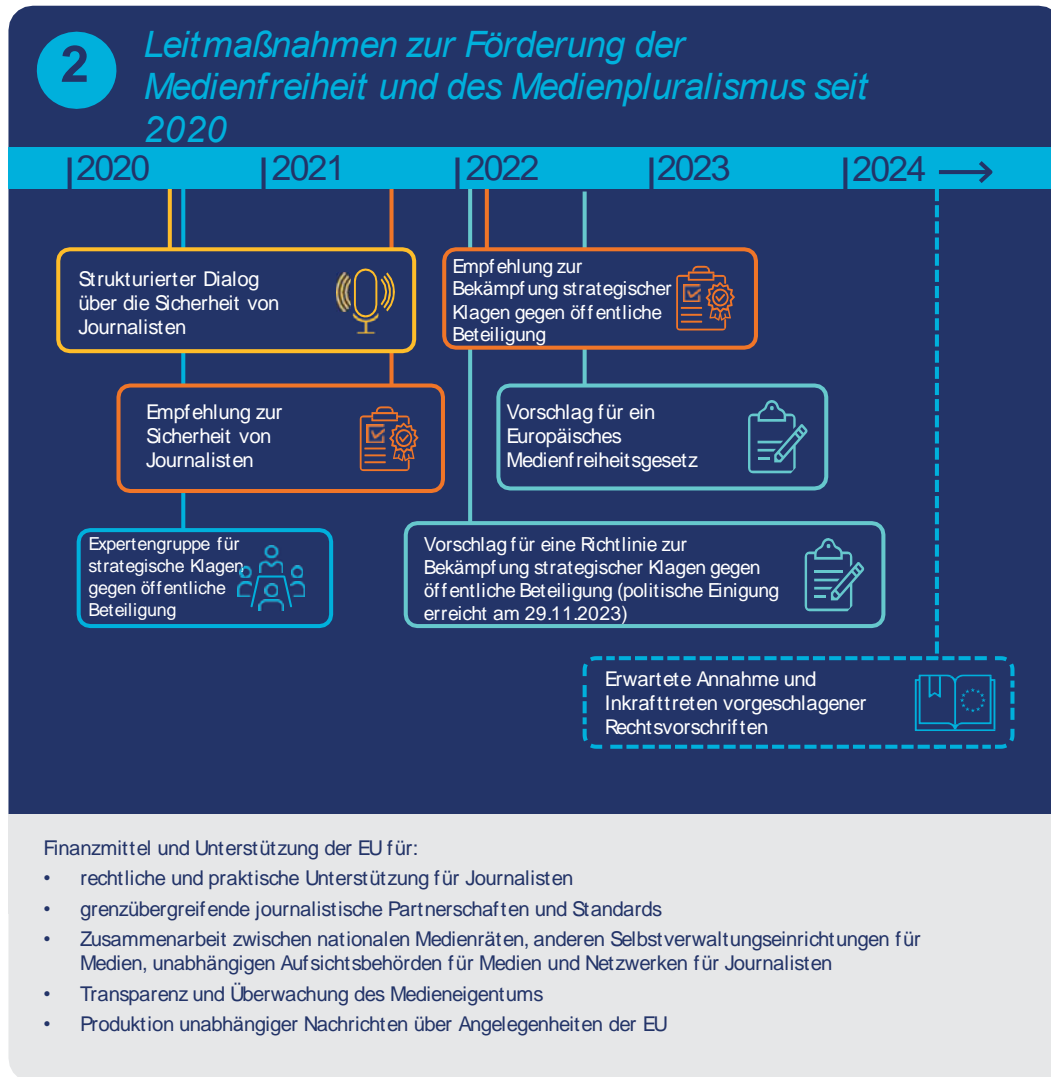 2
Leitmaßnahmen zur Förderung der
Medienfreiheit und des Medienpluralismus seit
2020
2020
2021
2022
2023
2024
Strukturierter Dialog
über die Sicherheit von
Journalisten
Empfehlung zur
Bekämpfung strategischer
Klagen gegen öffentliche
Beteiligung
Empfehlung zur
Sicherheit von
Journalisten
Vorschlag für ein
Europäisches
Medienfreiheitsgesetz
Expertengruppe für
strategische Klagen
gegen öffentliche
Beteiligung
Vorschlag für eine Richtlinie zur
Bekämpfung strategischer Klagen gegen
öffentliche Beteiligung (politische Einigung
erreicht am 29.11.2023)
Erwartete Annahme und
Inkrafttreten vorgeschlagener
Rechtsvorschriften
Finanzmittel und Unterstützung der EU für:
• rechtliche und praktische Unterstützung für Journalisten
• grenzübergreifende journalistische Partnerschaften und Standards
• Zusammenarbeit zwischen nationalen Medienräten, anderen Selbstverwaltungseinrichtungen für
Medien, unabhängigen Aufsichtsbehörden für Medien und Netzwerken für Journalisten
• Transparenz und Überwachung des Medieneigentums
• Produktion unabhängiger Nachrichten über Angelegenheiten der EU